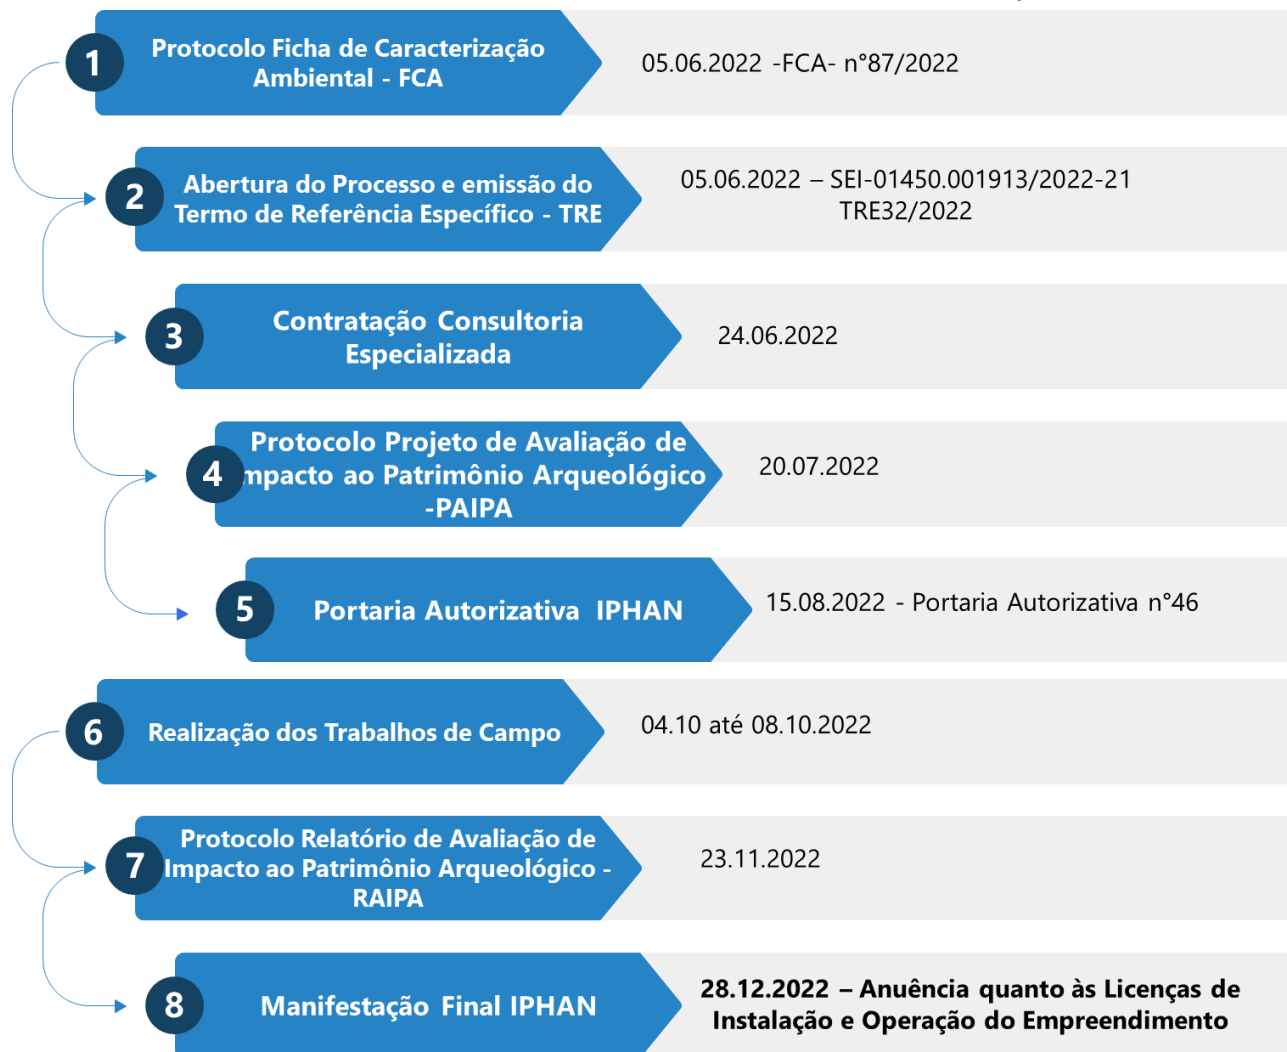 1
Protocolo Ficha de Caracterização
Ambiental - FCA
05.06.2022 -FCA- n°87/2022
2
Abertura do Processo e emissão do
Termo de Referência Específico - TRE
05.06.2022 – SEI-01450.001913/2022-21
TRE32/2022
3
Contratação Consultoria
Especializada
24.06.2022
4
Protocolo Projeto de Avaliação de
mpacto ao Patrimônio Arqueológico
-PAIPA
20.07.2022
5
Portaria Autorizativa IPHAN
15.08.2022 - Portaria Autorizativa n°46
6
Realização dos Trabalhos de Campo
04.10 até 08.10.2022
7
Protocolo Relatório de Avaliação de
Impacto ao Patrimônio Arqueológico -
RAIPA
23.11.2022
8
Manifestação Final IPHAN
28.12.2022 – Anuência quanto às Licenças de
Instalação e Operação do Empreendimento